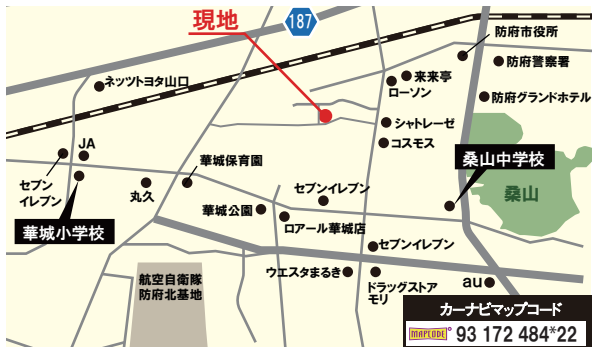 現地
187
防府市役所
来来亭
防府警察署
ローソン
ネッツトヨタ山口
防府グランドホテル
シャトレーゼ
コスモス
JA
桑山中学校
華城保育園
セブン
イレブン
丸久
桑山
セブンイレブン
華城公園
華城小学校
ロアール華城店
セブンイレブン
航空自衛隊
防府北基地
ウエスタまるき
ドラッグストア
モリ
au
カーナビマップコード
MAPCODE® 93 172 484*22